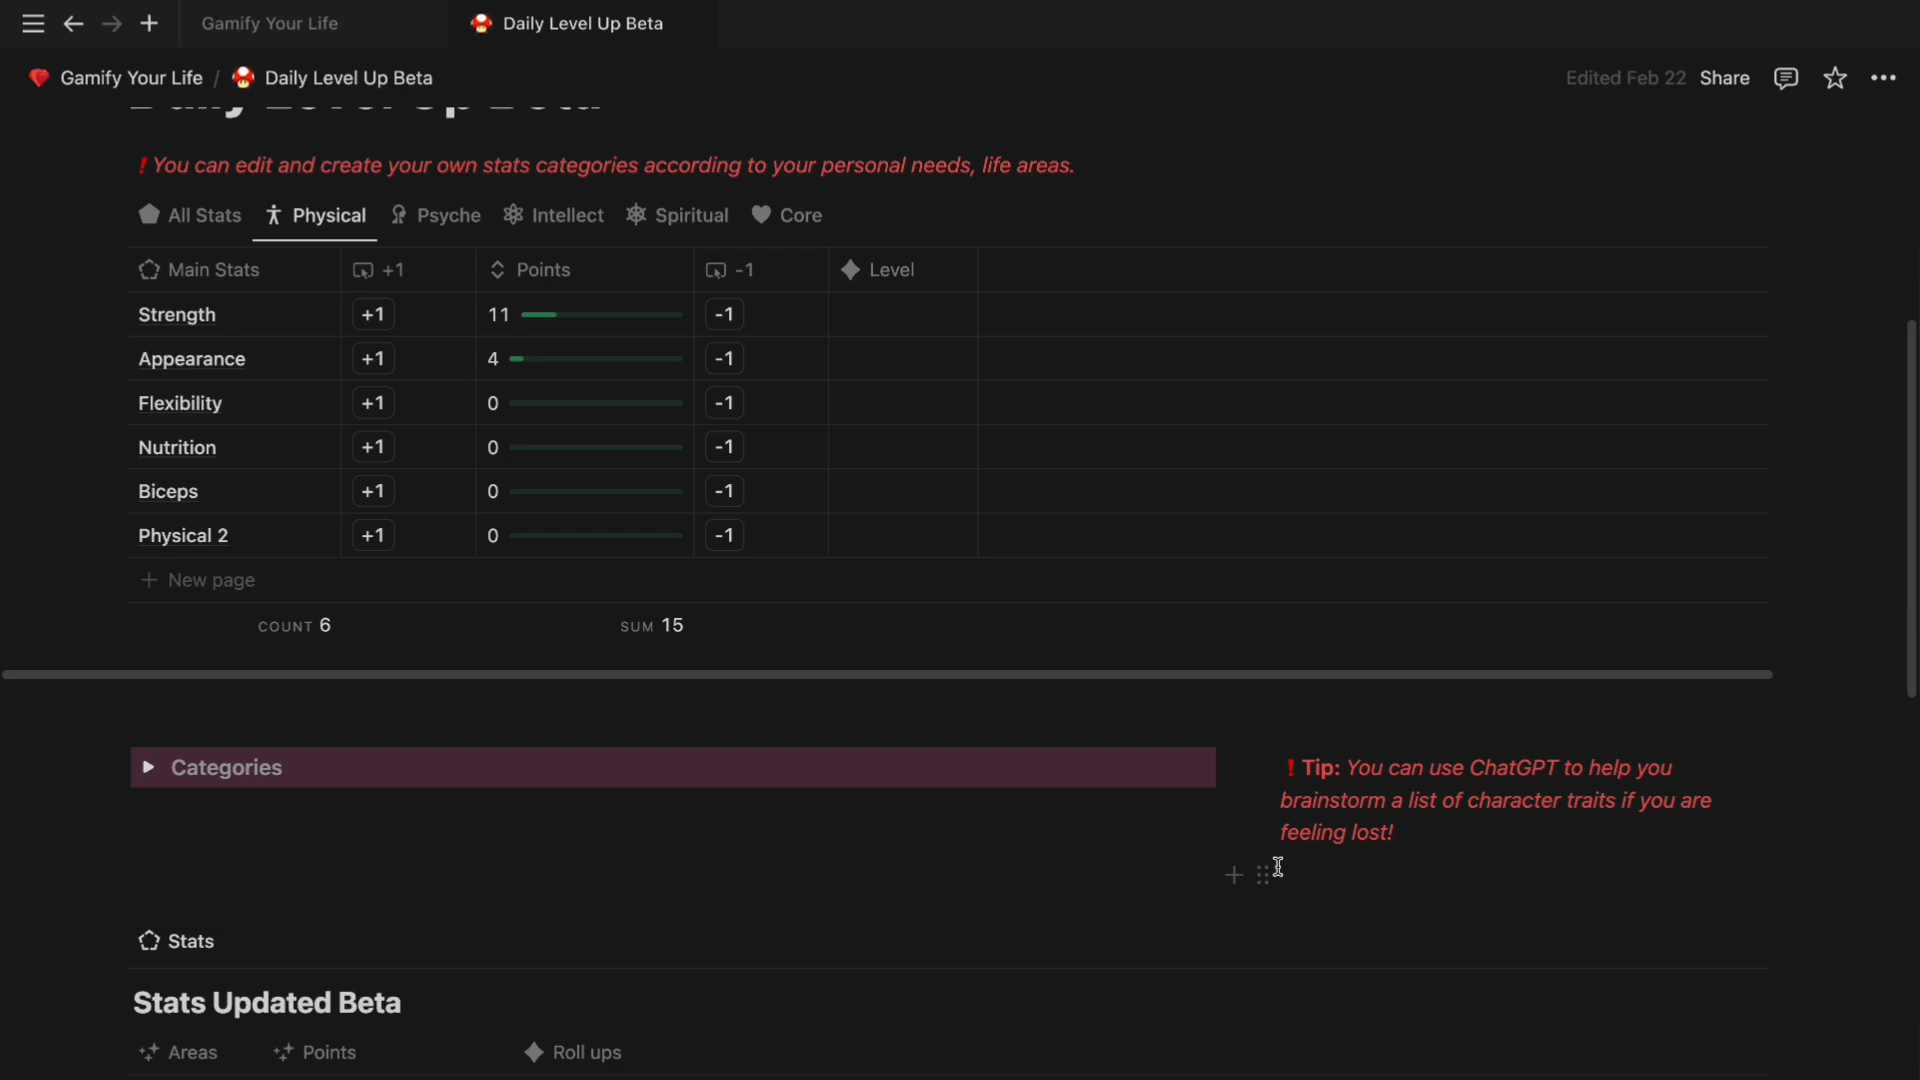 Gamify Your Life
Daily Level Up Beta
Gamify Your Life / Daily Level Up Beta
Edited Feb 22 Share
Daily Level Up Beta
! You can edit and create your own stats categories according to your personal needs, life areas.
All Stats Physical Psyche Intellect Spiritual Core
Main Stats +1 Points -1 Level
Strength +1 11 -1
Appearance +1 4 -1
Flexibility +1 0 -1
Nutrition +1 0 -1
Biceps +1 0 -1
Physical 2 +1 0 -1
+ New page
COUNT 6 SUM 15
Categories
! Tip: You can use ChatGPT to help you
brainstorm a list of character traits if you are
feeling lost!
Stats
Stats Updated Beta
Areas Points Roll ups